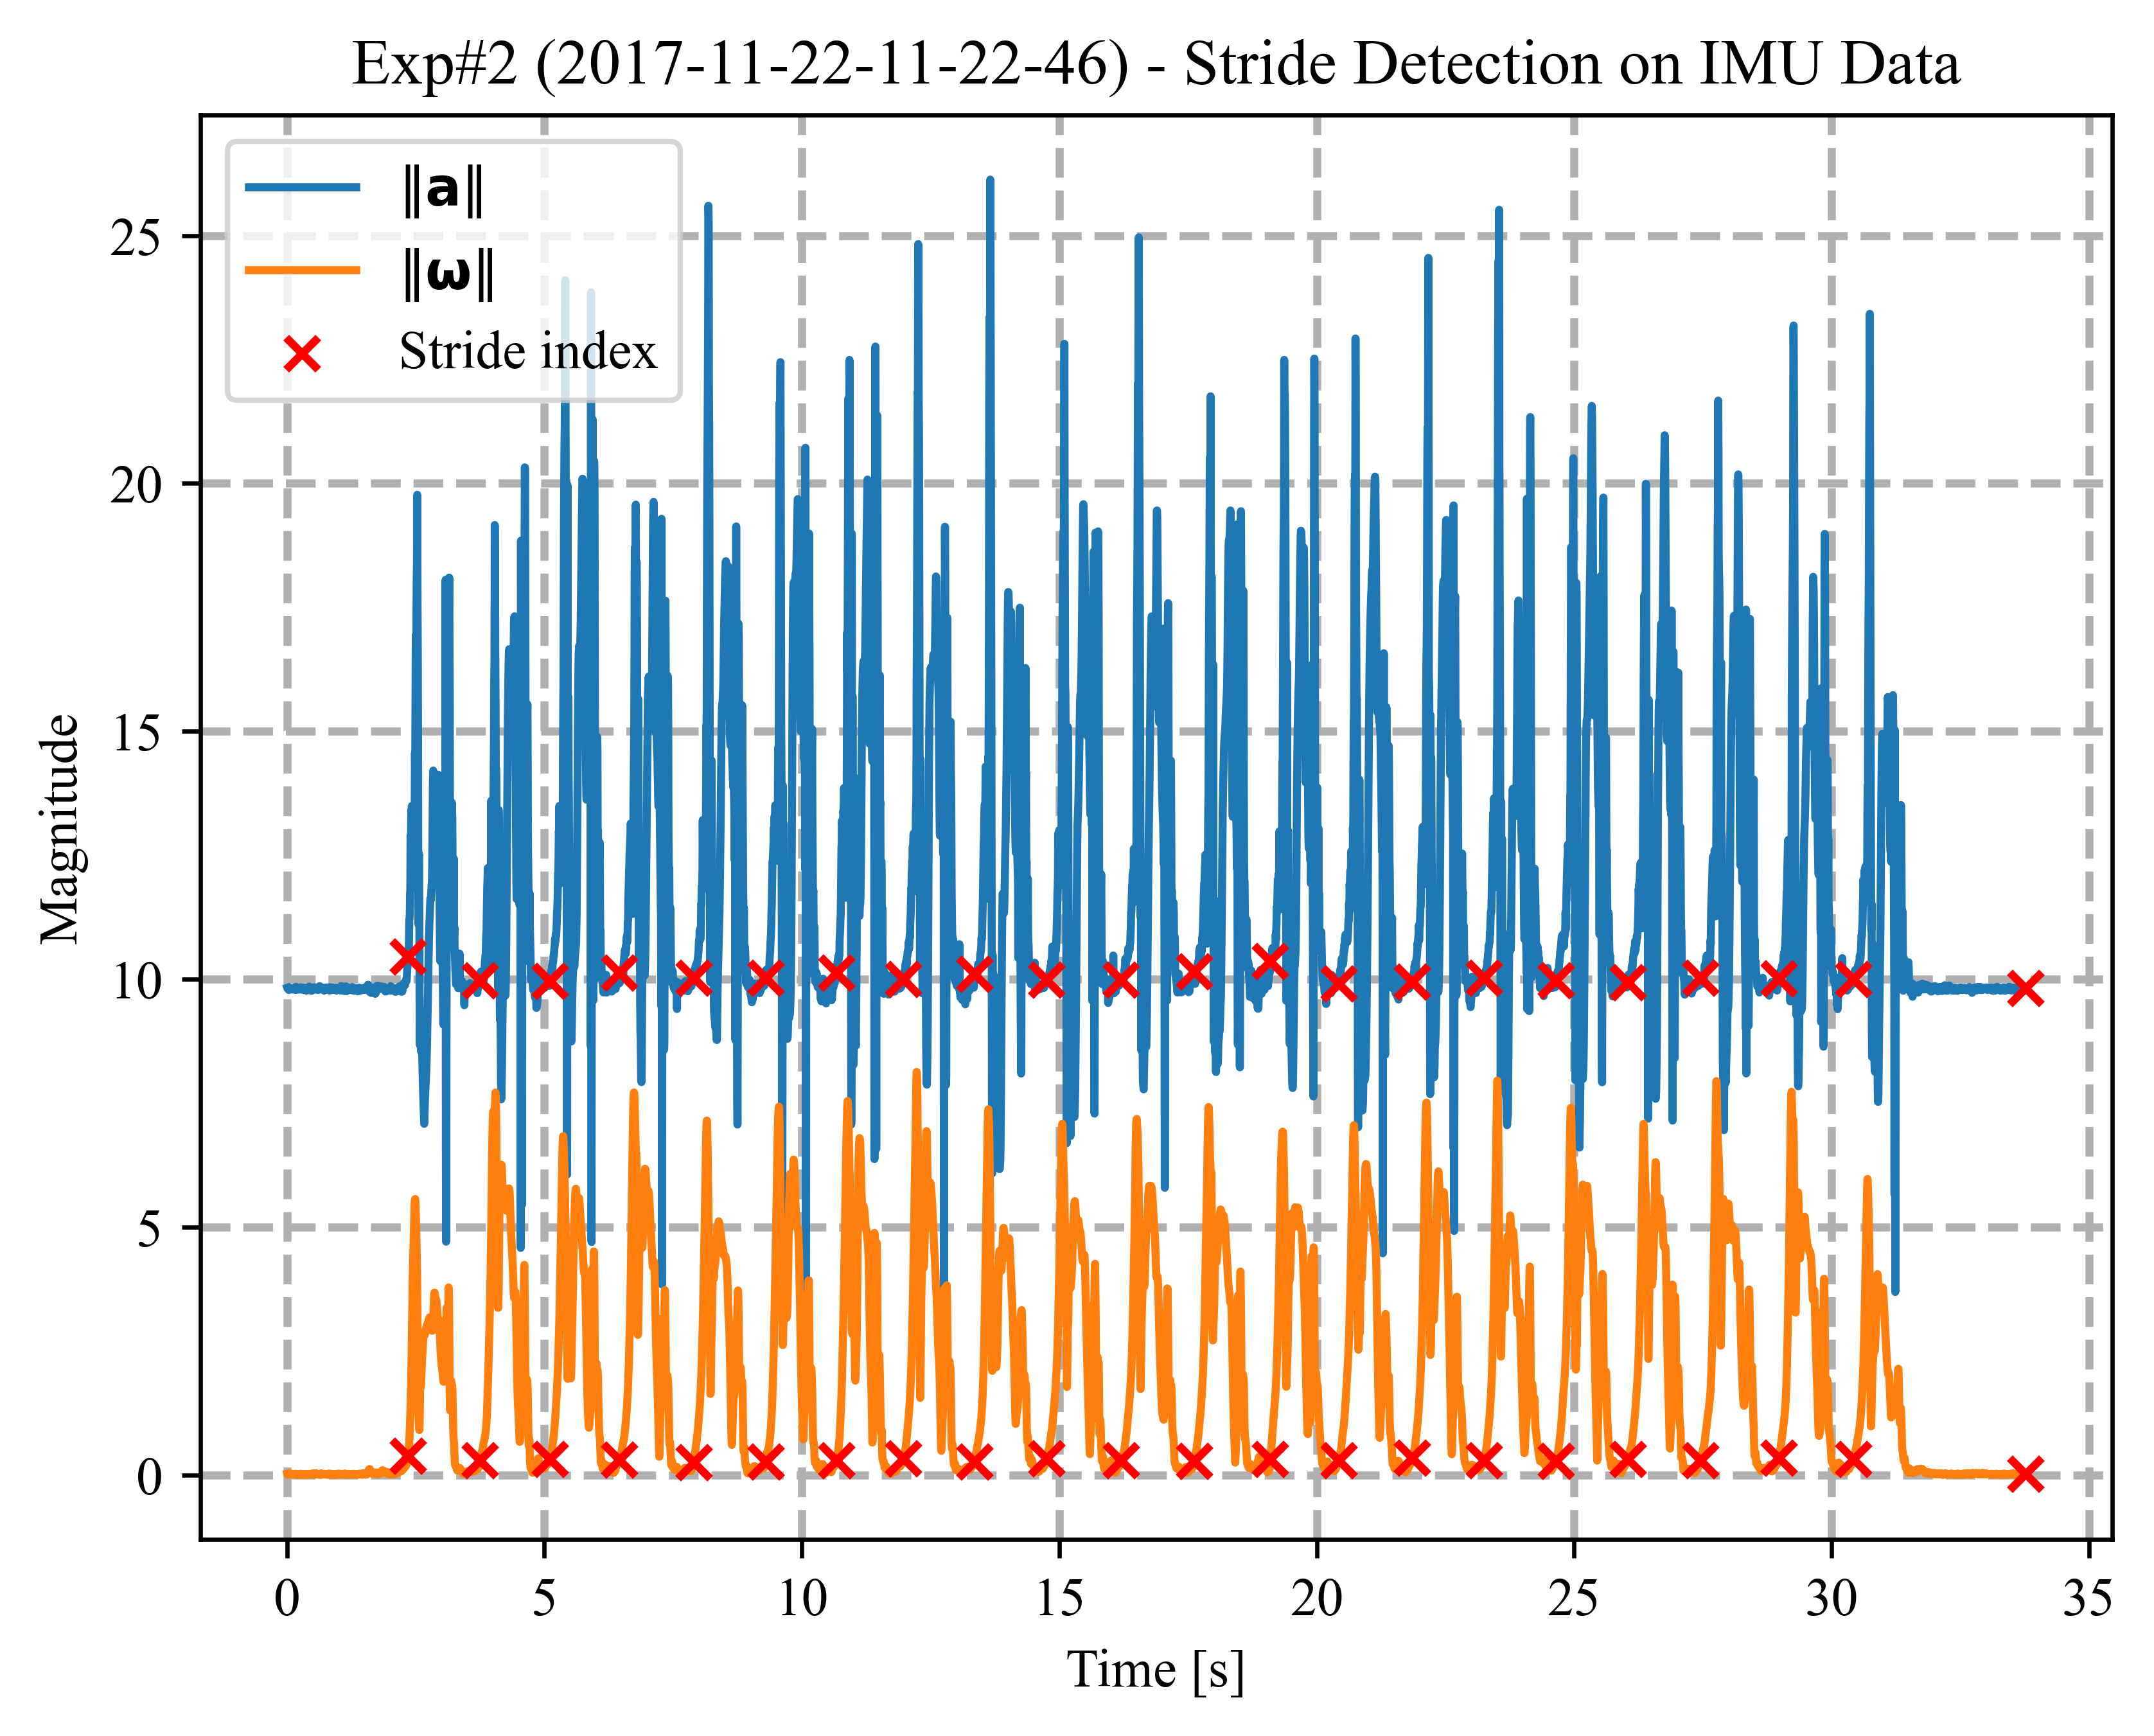 Exp#2 (2017-11-22-11-22-46) - Stride Detection on IMU Data
‖a‖
‖ω‖
Stride index
Magnitude
25
20
15
10
5
0
0 5 10 15 20 25 30 35
Time [s]